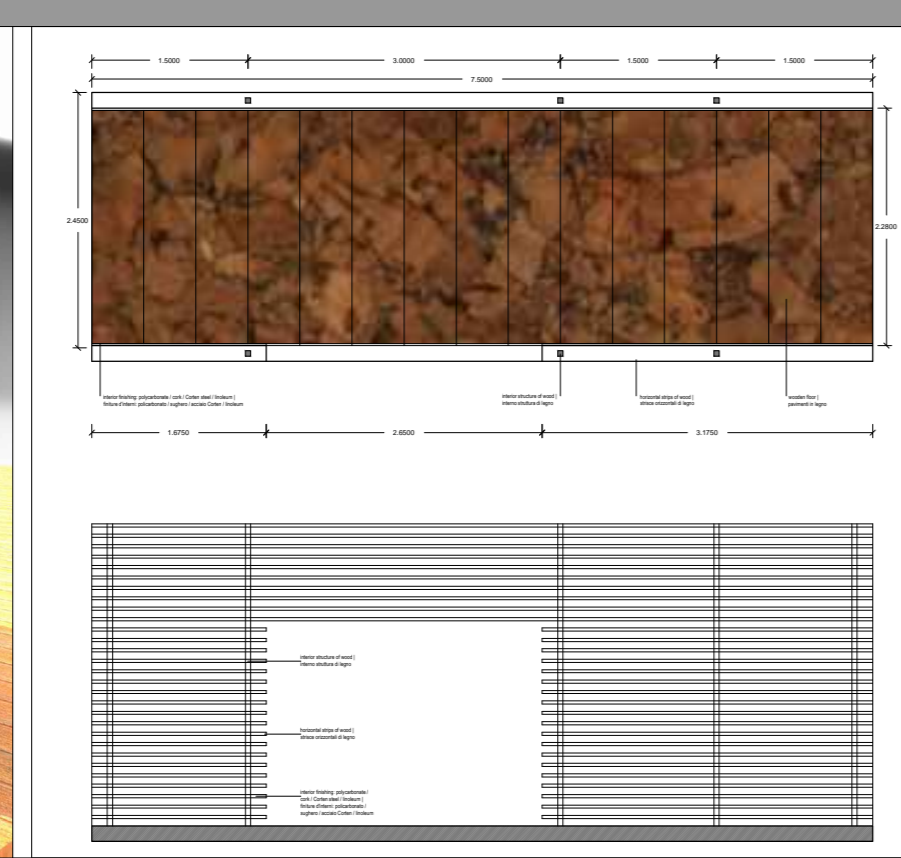 1.5000 3.0000 1.5000 1.5000
7.5000
2.4500
2.2800
interior finishing: polycarbonate / cork / Corten steel / linoleum |
finiture d'interni: policarbonato / sughero / acciaio Corten / linoleum
interior structure of wood |
interno struttura di legno
horizontal strips of wood |
strisce orizzontali di legno
wooden floor |
pavimenti in legno
1.6750 2.6500 3.1750
interior structure of wood |
interno struttura di legno
horizontal strips of wood |
strisce orizzontali di legno
interior finishing: polycarbonate /
cork / Corten steel / linoleum |
finiture d'interni: policarbonato /
sughero / acciaio Corten / linoleum